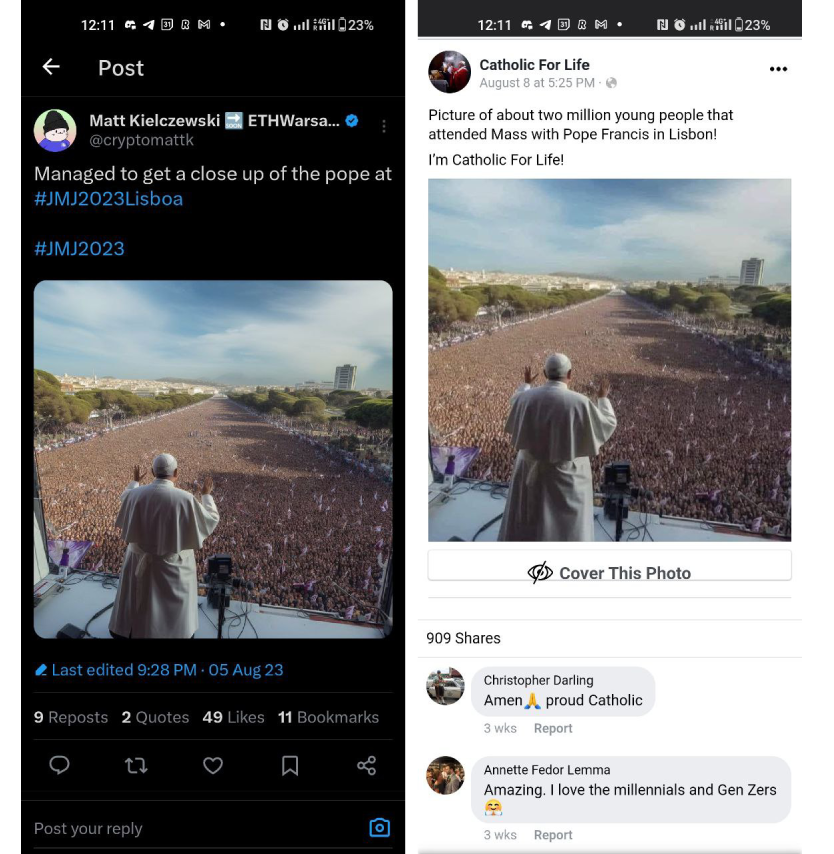 12:11
31
4G+
23%
Post
Matt Kielczewski 🔜 ETHWarsa...
@cryptomattk
Managed to get a close up of the pope at
#JMJ2023Lisboa
#JMJ2023
Last edited 9:28 PM · 05 Aug 23
9 Reposts 2 Quotes 49 Likes 11 Bookmarks
Post your reply
12:11
31
4G+
23%
Catholic For Life
August 8 at 5:25 PM ·
Picture of about two million young people that
attended Mass with Pope Francis in Lisbon!
I'm Catholic For Life!
Cover This Photo
909 Shares
Christopher Darling
Amen🙏 proud Catholic
3 wks Report
Annette Fedor Lemma
Amazing. I love the millennials and Gen Zers
😤
3 wks Report